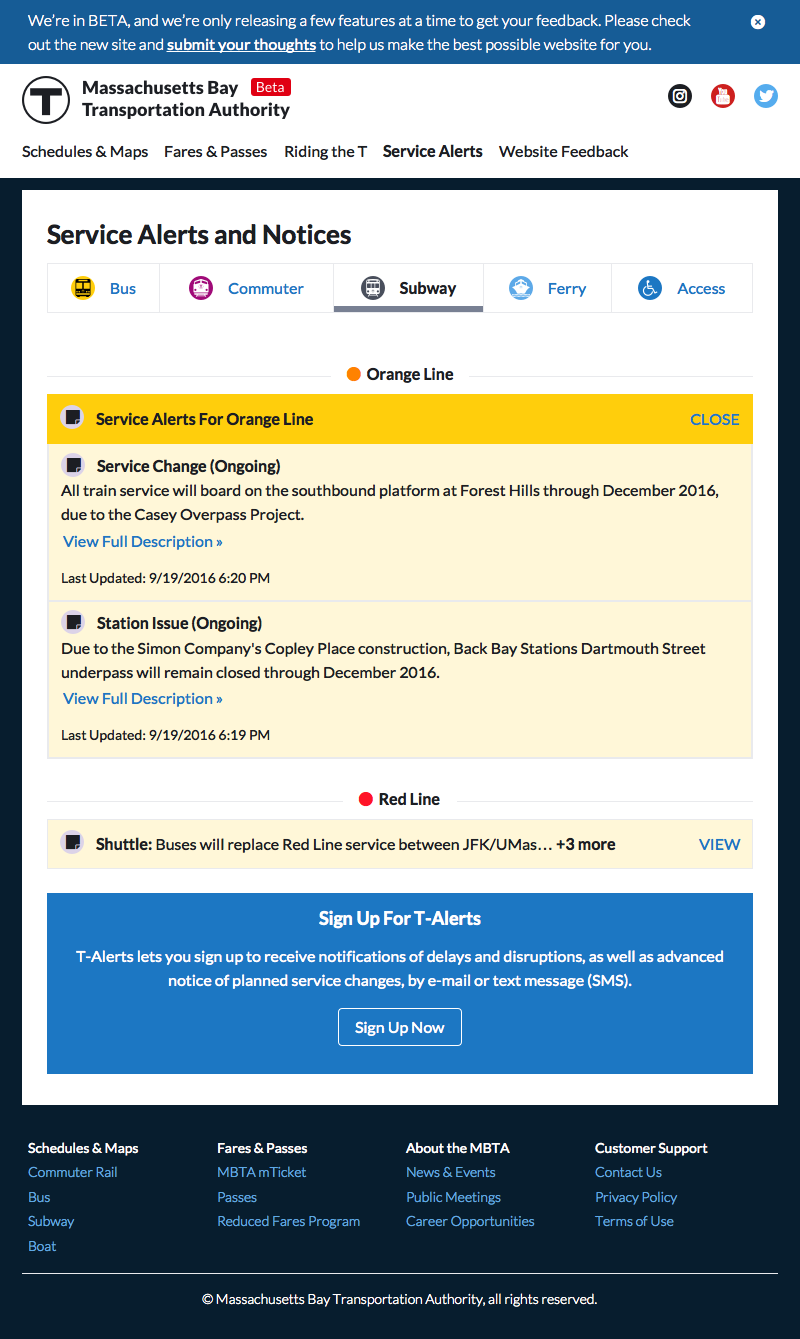 We're in BETA, and we're only releasing a few features at a time to get your feedback. Please check
out the new site and submit your thoughts to help us make the best possible website for you.
T
Massachusetts Bay Beta
Transportation Authority
Schedules & Maps Fares & Passes Riding the T Service Alerts Website Feedback
Service Alerts and Notices
Bus Commuter Subway Ferry Access
Orange Line
Service Alerts For Orange Line CLOSE
Service Change (Ongoing)
All train service will board on the southbound platform at Forest Hills through December 2016,
due to the Casey Overpass Project.
View Full Description »
Last Updated: 9/19/2016 6:20 PM
Station Issue (Ongoing)
Due to the Simon Company's Copley Place construction, Back Bay Stations Dartmouth Street
underpass will remain closed through December 2016.
View Full Description »
Last Updated: 9/19/2016 6:19 PM
Red Line
Shuttle: Buses will replace Red Line service between JFK/UMas… +3 more VIEW
Sign Up For T-Alerts
T-Alerts lets you sign up to receive notifications of delays and disruptions, as well as advanced
notice of planned service changes, by e-mail or text message (SMS).
Sign Up Now
Schedules & Maps Fares & Passes About the MBTA Customer Support
Commuter Rail MBTA mTicket News & Events Contact Us
Bus Passes Public Meetings Privacy Policy
Subway Reduced Fares Program Career Opportunities Terms of Use
Boat
© Massachusetts Bay Transportation Authority, all rights reserved.